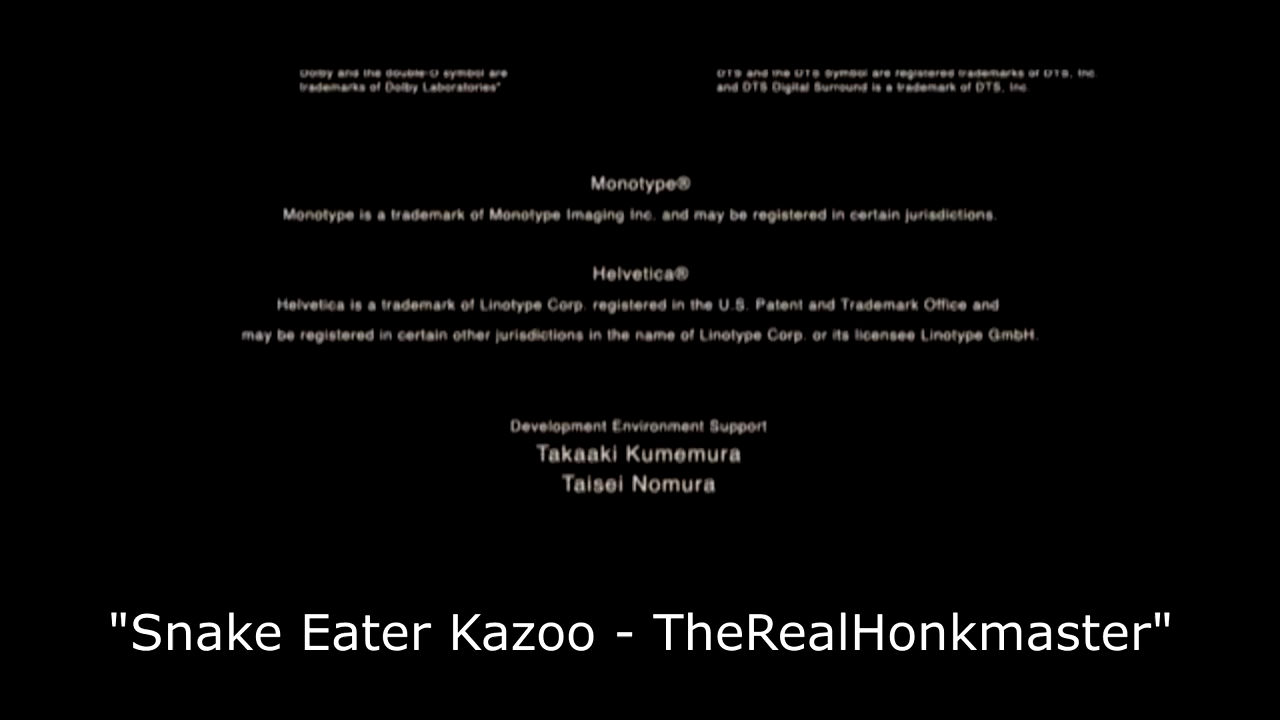 Dolby and the double-D symbol are
trademarks of Dolby Laboratories"
DTS and the DTS Symbol are registered trademarks of DTS, Inc.
and DTS Digital Surround is a trademark of DTS, Inc.
Monotype®
Monotype is a trademark of Monotype Imaging Inc. and may be registered in certain jurisdictions.
Helvetica®
Helvetica is a trademark of Linotype Corp. registered in the U.S. Patent and Trademark Office and
may be registered in certain other jurisdictions in the name of Linotype Corp. or its licensee Linotype GmbH.
Development Environment Support
Takaaki Kumemura
Taisei Nomura
"Snake Eater Kazoo - TheRealHonkmaster"